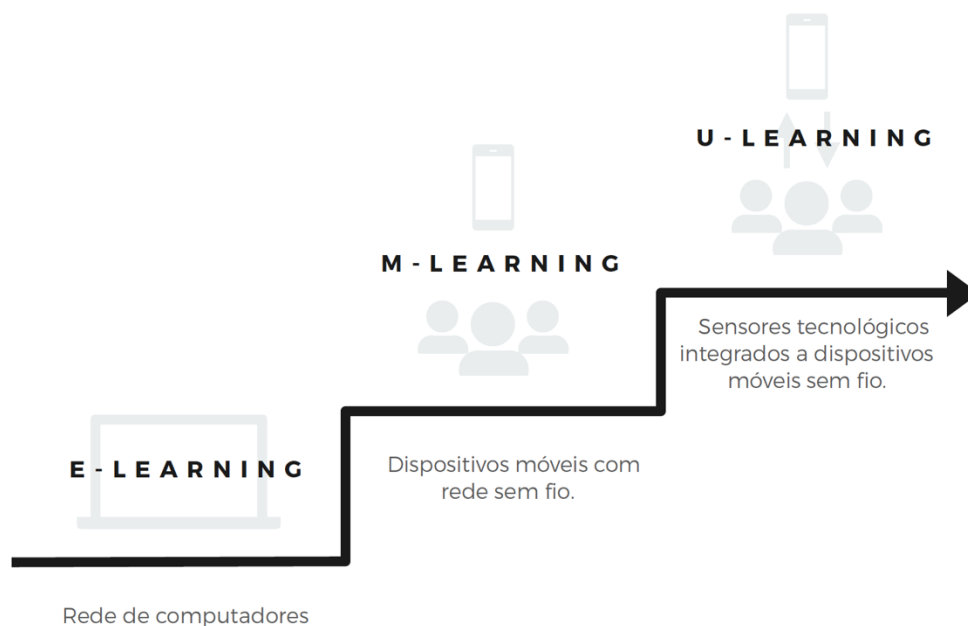 U-LEARNING
M-LEARNING
Sensores tecnológicos
integrados a dispositivos
móveis sem fio.
E-LEARNING
Dispositivos móveis com
rede sem fio.
Rede de computadores